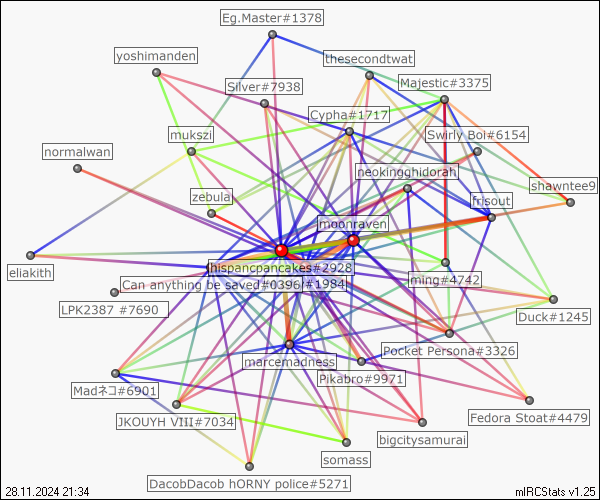 Eg.Master#1378
yoshimanden
thesecondtwat
Silver#7938
Majestic#3375
Cypha#1717
mukszi
Swirly Boi#6154
normalwan
neokingghidorah
shawntee9
zebula
frisout
moonraven
hispancpancakes#2928
eliakith
Can anything be saved#0396
#1984
ming#4742
LPK2387 #7690
Duck#1245
Pocket Persona#3326
marcemadness
Pikabro#9971
Madネコ#6901
JKOUYH VIII#7034
Fedora Stoat#4479
bigcitysamurai
somass
DacobDacob hORNY police#5271
28.11.2024 21:34
mIRCStats v1.25